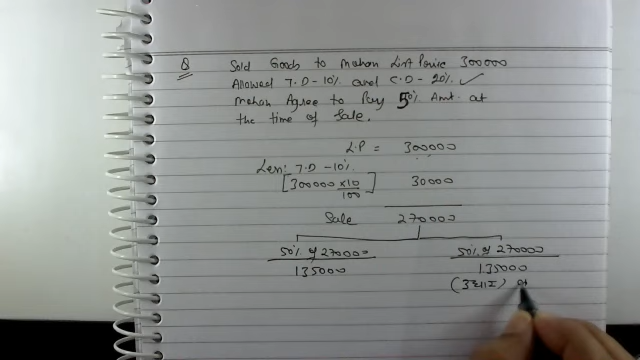 Q Sold Goods to Mohan List Price 300000
Allowed T.D-10% and C.D-20%. ✓
Mohan Agree to Pay 50% Amt. at
the time of Sale.
L.P = 300000
Less: T.D-10%.
[300000 × 10/100] 30000
Sale 270000
50% of 270000 50% of 270000
135000 135000
(उधार)